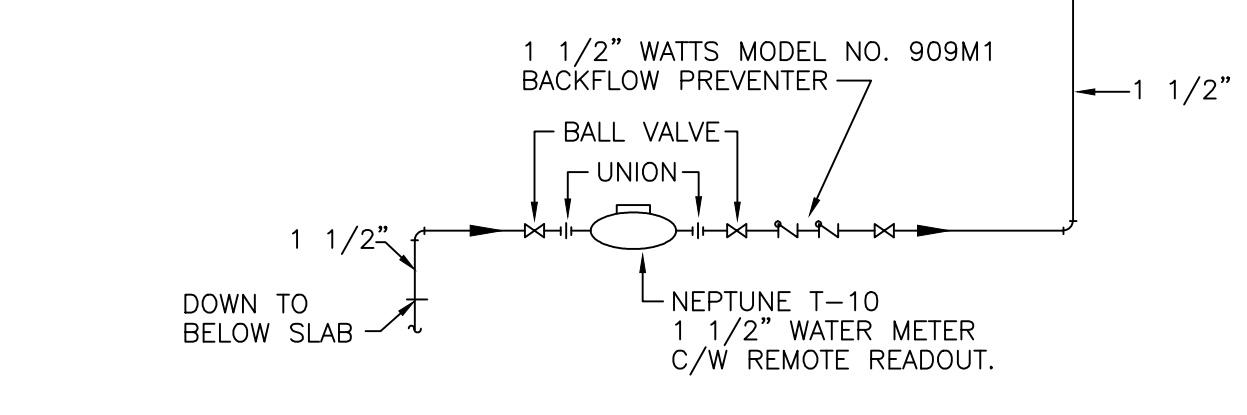 1 1/2” WATTS MODEL NO. 909M1
BACKFLOW PREVENTER
1 1/2”
BALL VALVE
UNION
1 1/2”
DOWN TO
BELOW SLAB
NEPTUNE T-10
1 1/2” WATER METER
C/W REMOTE READOUT.